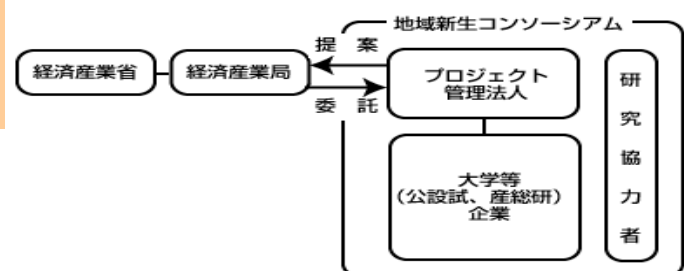 地域新生コンソーシアム
提 案
経済産業省
経済産業局
委 託
プロジェクト
管理法人
大学等
(公設試、産総研)
企業
研
究
協
力
者